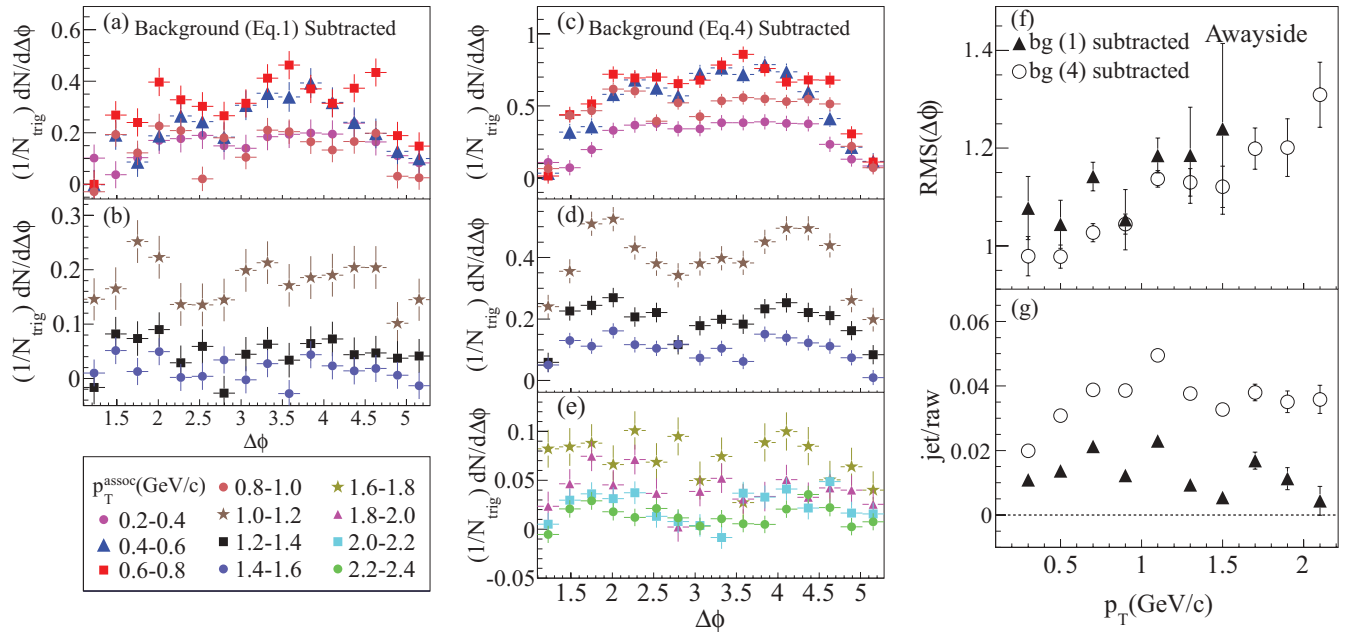 (a) Background (Eq.1) Subtracted
(1/N_trig) dN/dΔϕ
0.6
0.4
0.2
0
(b)
(1/N_trig) dN/dΔϕ
0.3
0.2
0.1
0
1.5 2 2.5 3 3.5 4 4.5 5
Δϕ
p_T^assoc(GeV/c)
0.2-0.4
0.4-0.6
0.6-0.8
0.8-1.0
1.0-1.2
1.2-1.4
1.4-1.6
1.6-1.8
1.8-2.0
2.0-2.2
2.2-2.4
(c) Background (Eq.4) Subtracted
(1/N_trig) dN/dΔϕ
1
0.5
0
(d)
(1/N_trig) dN/dΔϕ
0.4
0.2
0
(e)
(1/N_trig) dN/dΔϕ
0.1
0.05
0
-0.05
1.5 2 2.5 3 3.5 4 4.5 5
Δϕ
(f) Awayside
bg (1) subtracted
bg (4) subtracted
RMS(Δϕ)
1.4
1.2
1
(g)
jet/raw
0.06
0.04
0.02
0
0.5 1 1.5 2
p_T(GeV/c)